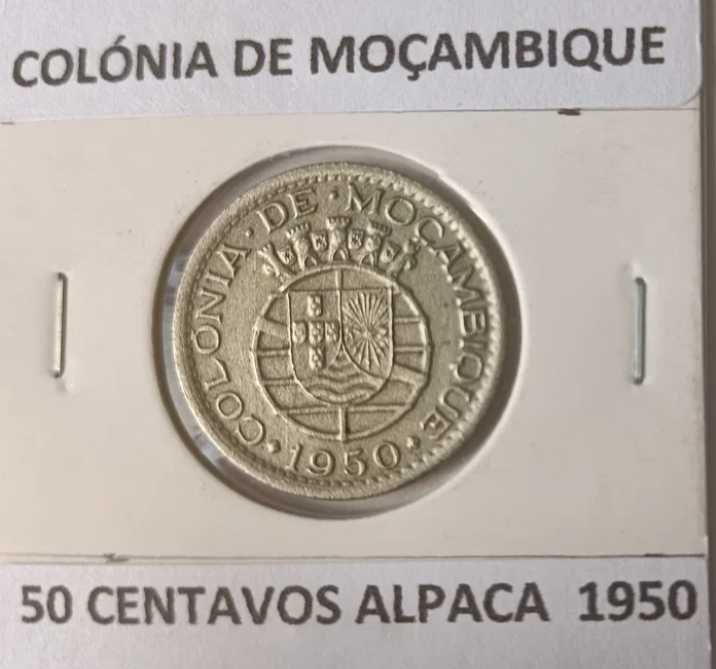 COLÓNIA DE MOÇAMBIQUE
COLÓNIA · DE · MOÇAMBIQUE
· 1950 ·
50 CENTAVOS ALPACA 1950